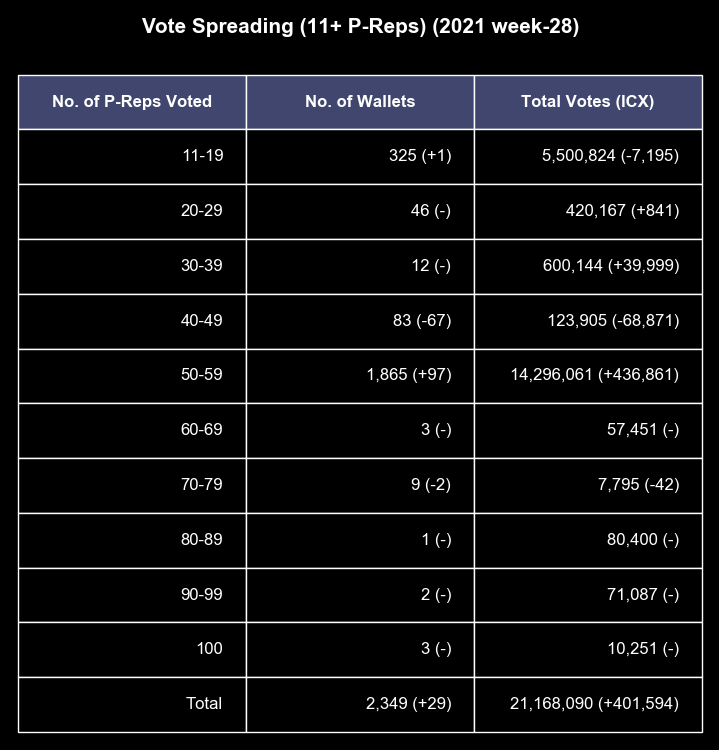 Vote Spreading (11+ P-Reps) (2021 week-28)
No. of P-Reps Voted No. of Wallets Total Votes (ICX)
11-19 325 (+1) 5,500,824 (-7,195)
20-29 46 (-) 420,167 (+841)
30-39 12 (-) 600,144 (+39,999)
40-49 83 (-67) 123,905 (-68,871)
50-59 1,865 (+97) 14,296,061 (+436,861)
60-69 3 (-) 57,451 (-)
70-79 9 (-2) 7,795 (-42)
80-89 1 (-) 80,400 (-)
90-99 2 (-) 71,087 (-)
100 3 (-) 10,251 (-)
Total 2,349 (+29) 21,168,090 (+401,594)